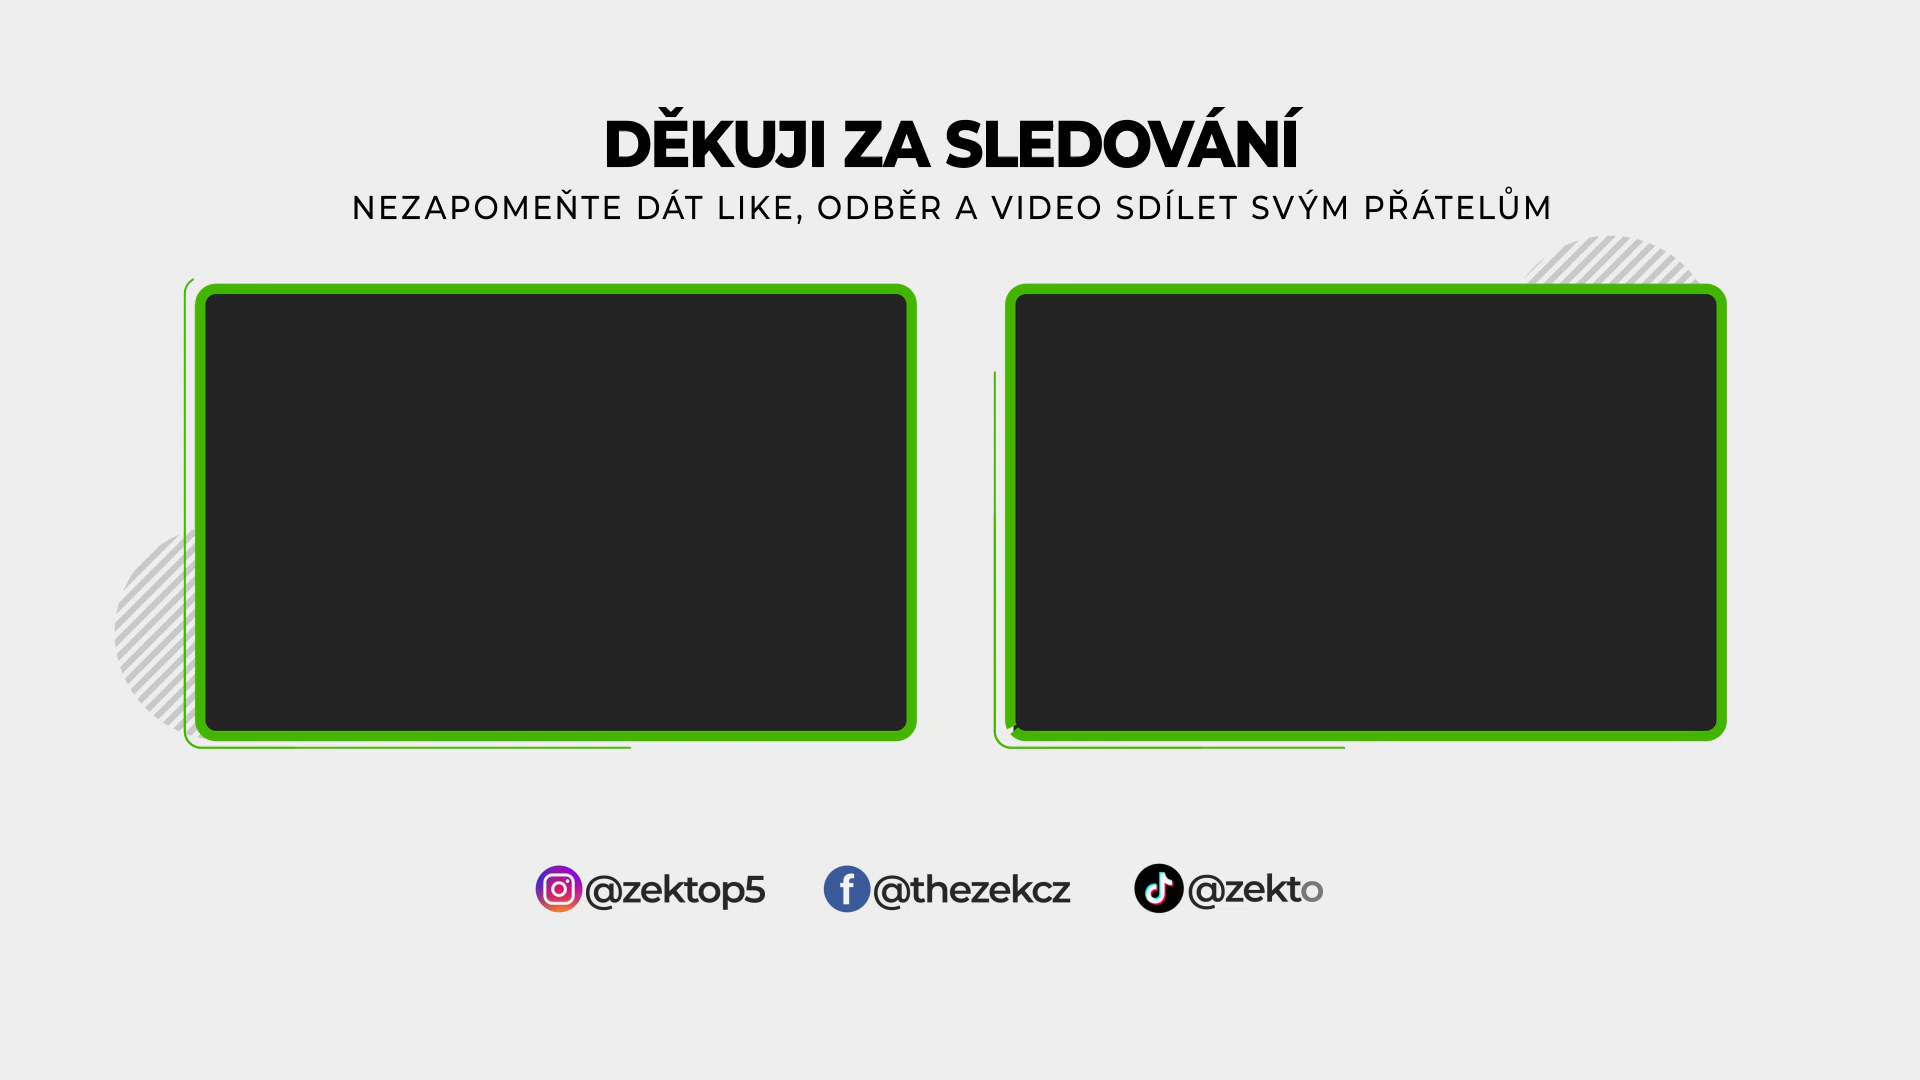 DĚKUJI ZA SLEDOVÁNÍ
NEZAPOMEŇTE DÁT LIKE, ODBĚR A VIDEO SDÍLET SVÝM PŘÁTELŮM
@zektop5 @thezekcz @zekto